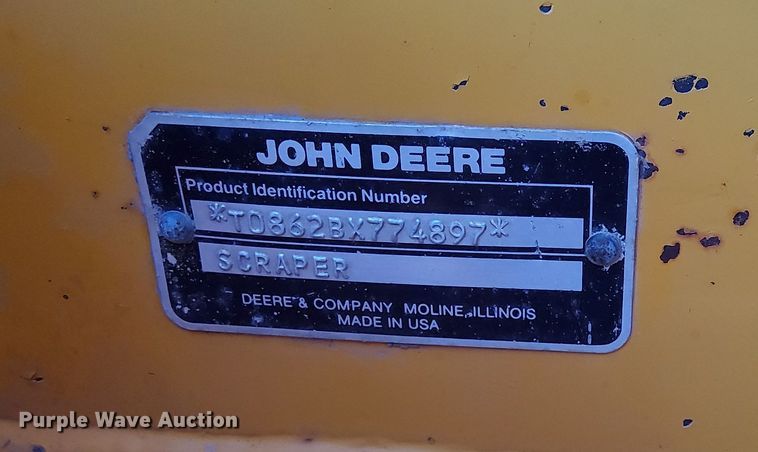 JOHN DEERE
Product Identification Number
*T0862BX774897*
SCRAPER
DEERE & COMPANY MOLINE, ILLINOIS
MADE IN USA
Purple Wave Auction